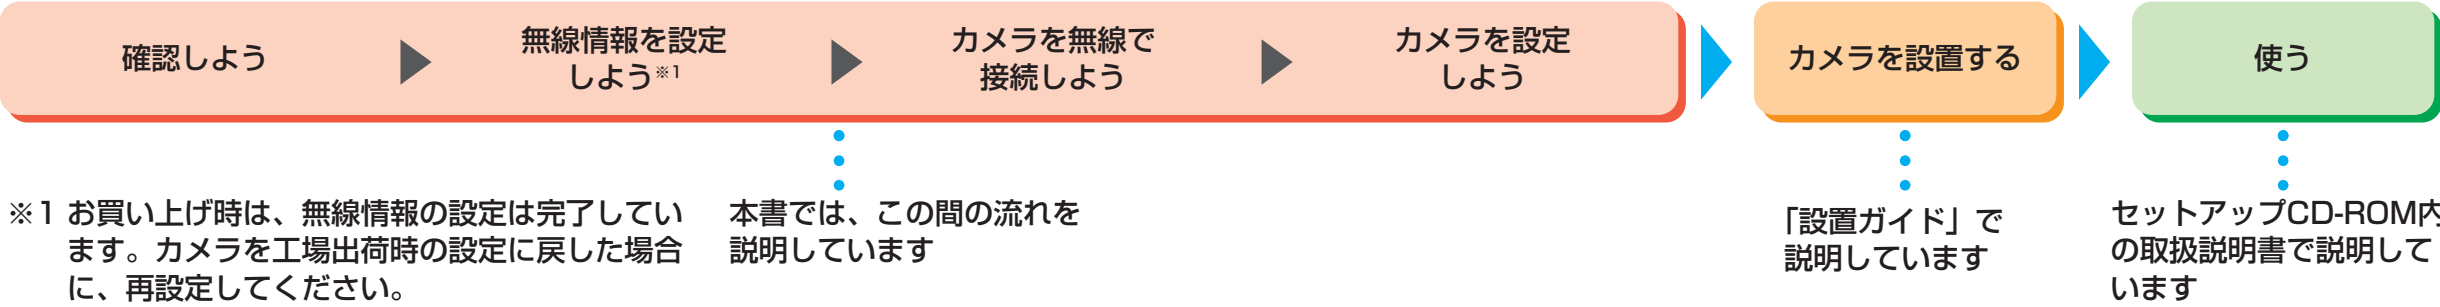 確認しよう
無線情報を設定
しよう※1
カメラを無線で
接続しよう
カメラを設定
しよう
カメラを設置する
使う
※1 お買い上げ時は、無線情報の設定は完了してい
ます。カメラを工場出荷時の設定に戻した場合
に、再設定してください。
本書では、この間の流れを
説明しています
「設置ガイド」で
説明しています
セットアップCD-ROM内
の取扱説明書で説明して
います